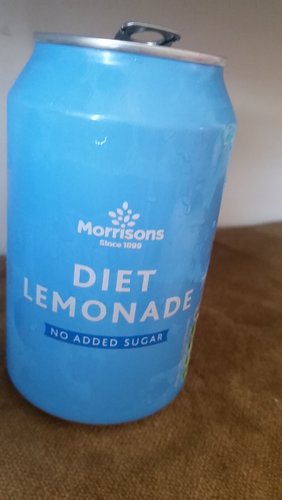 Morrisons
Since 1899
DIET
LEMONADE
NO ADDED SUGAR